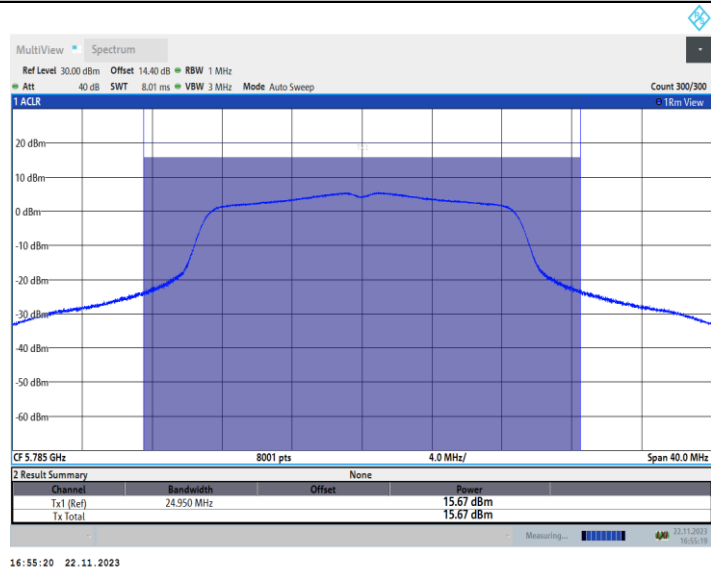 MultiView Spectrum
Ref Level 30.00 dBm Offset 14.40 dB RBW 1 MHz
Att 40 dB SWT 8.01 ms VBW 3 MHz Mode Auto Sweep Count 300/300
1 ACLR 1Rm View
20 dBm
10 dBm
0 dBm
-10 dBm
-20 dBm
-30 dBm
-40 dBm
-50 dBm
-60 dBm
CF 5.785 GHz 8001 pts 4.0 MHz/ Span 40.0 MHz
2 Result Summary None
Channel Bandwidth Offset Power
Tx1 (Ref) 24.950 MHz 15.67 dBm
Tx Total 15.67 dBm
Measuring... 22.11.2023
16:55:19
16:55:20 22.11.2023